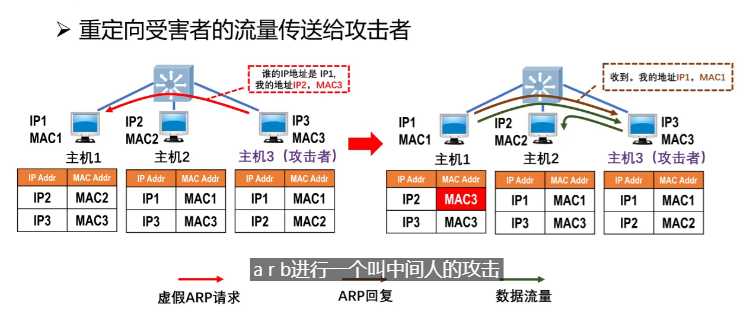 ➢ 重定向受害者的流量传送给攻击者
谁的IP地址是 IP1,
我的地址IP2，MAC3
IP1
MAC1
IP2
MAC2
IP3
MAC3
主机1
主机2
主机3（攻击者）
IP Addr MAC Addr
IP2 MAC2
IP3 MAC3
IP Addr MAC Addr
IP1 MAC1
IP3 MAC3
IP Addr MAC Addr
IP1 MAC1
IP2 MAC2
收到。我的地址IP1，MAC1
IP1
MAC1
IP2
MAC2
IP3
MAC3
主机1
主机2
主机3（攻击者）
IP Addr MAC Addr
IP2 MAC3
IP3 MAC3
IP Addr MAC Addr
IP1 MAC1
IP3 MAC3
IP Addr MAC Addr
IP1 MAC1
IP2 MAC2
a r b进行一个叫中间人的攻击
虚假ARP请求
ARP回复
数据流量